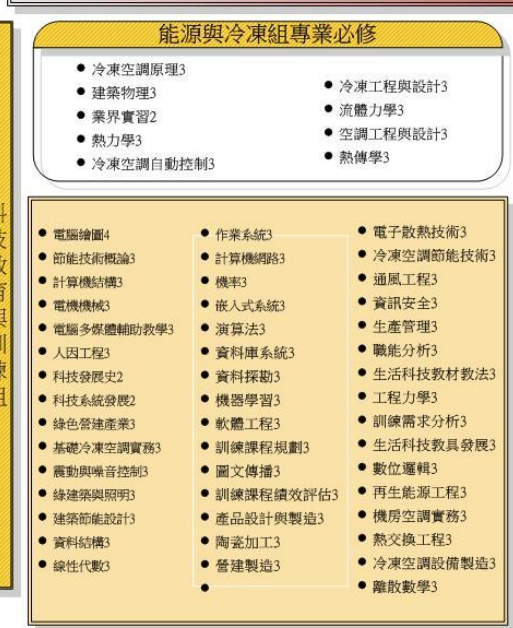 能源與冷凍組專業必修
冷凍空調原理3
建築物理3
業界實習2
熱力學3
冷凍空調自動控制3
冷凍工程與設計3
流體力學3
空調工程與設計3
熱傳學3
科技教育與訓練組
電腦繪圖4
節能技術概論3
計算機結構3
電機機械3
電腦多媒體輔助教學3
人因工程3
科技發展史2
科技系統發展2
綠色營建產業3
基礎冷凍空調實務3
震動與噪音控制3
綠建築與照明3
建築節能設計3
資料結構3
線性代數3
作業系統3
計算機網路3
機率3
嵌入式系統3
演算法3
資料庫系統3
資料探勘3
機器學習3
軟體工程3
訓練課程規劃3
圖文傳播3
訓練課程績效評估3
產品設計與製造3
陶瓷加工3
營建製造3
電子散熱技術3
冷凍空調節能技術3
通風工程3
資訊安全3
生產管理3
職能分析3
生活科技教材教法3
工程力學3
訓練需求分析3
生活科技教具發展3
數位邏輯3
再生能源工程3
機房空調實務3
熱交換工程3
冷凍空調設備製造3
離散數學3